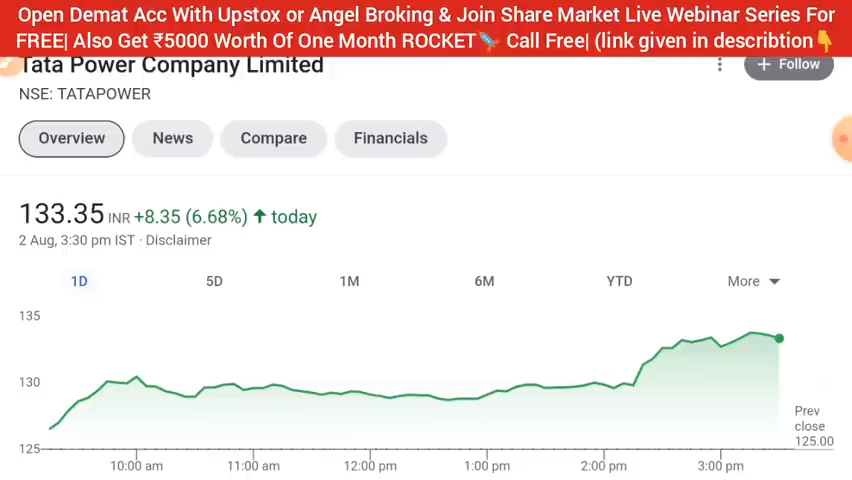 Open Demat Acc With Upstox or Angel Broking & Join Share Market Live Webinar Series For
FREE| Also Get ₹5000 Worth Of One Month ROCKET🚀 Call Free| (link given in describtion👇
Tata Power Company Limited
+ Follow
NSE: TATAPOWER
Overview News Compare Financials
133.35 INR +8.35 (6.68%) ↑ today
2 Aug, 3:30 pm IST · Disclaimer
1D 5D 1M 6M YTD More
135
130
125
Prev
close
125.00
10:00 am 11:00 am 12:00 pm 1:00 pm 2:00 pm 3:00 pm